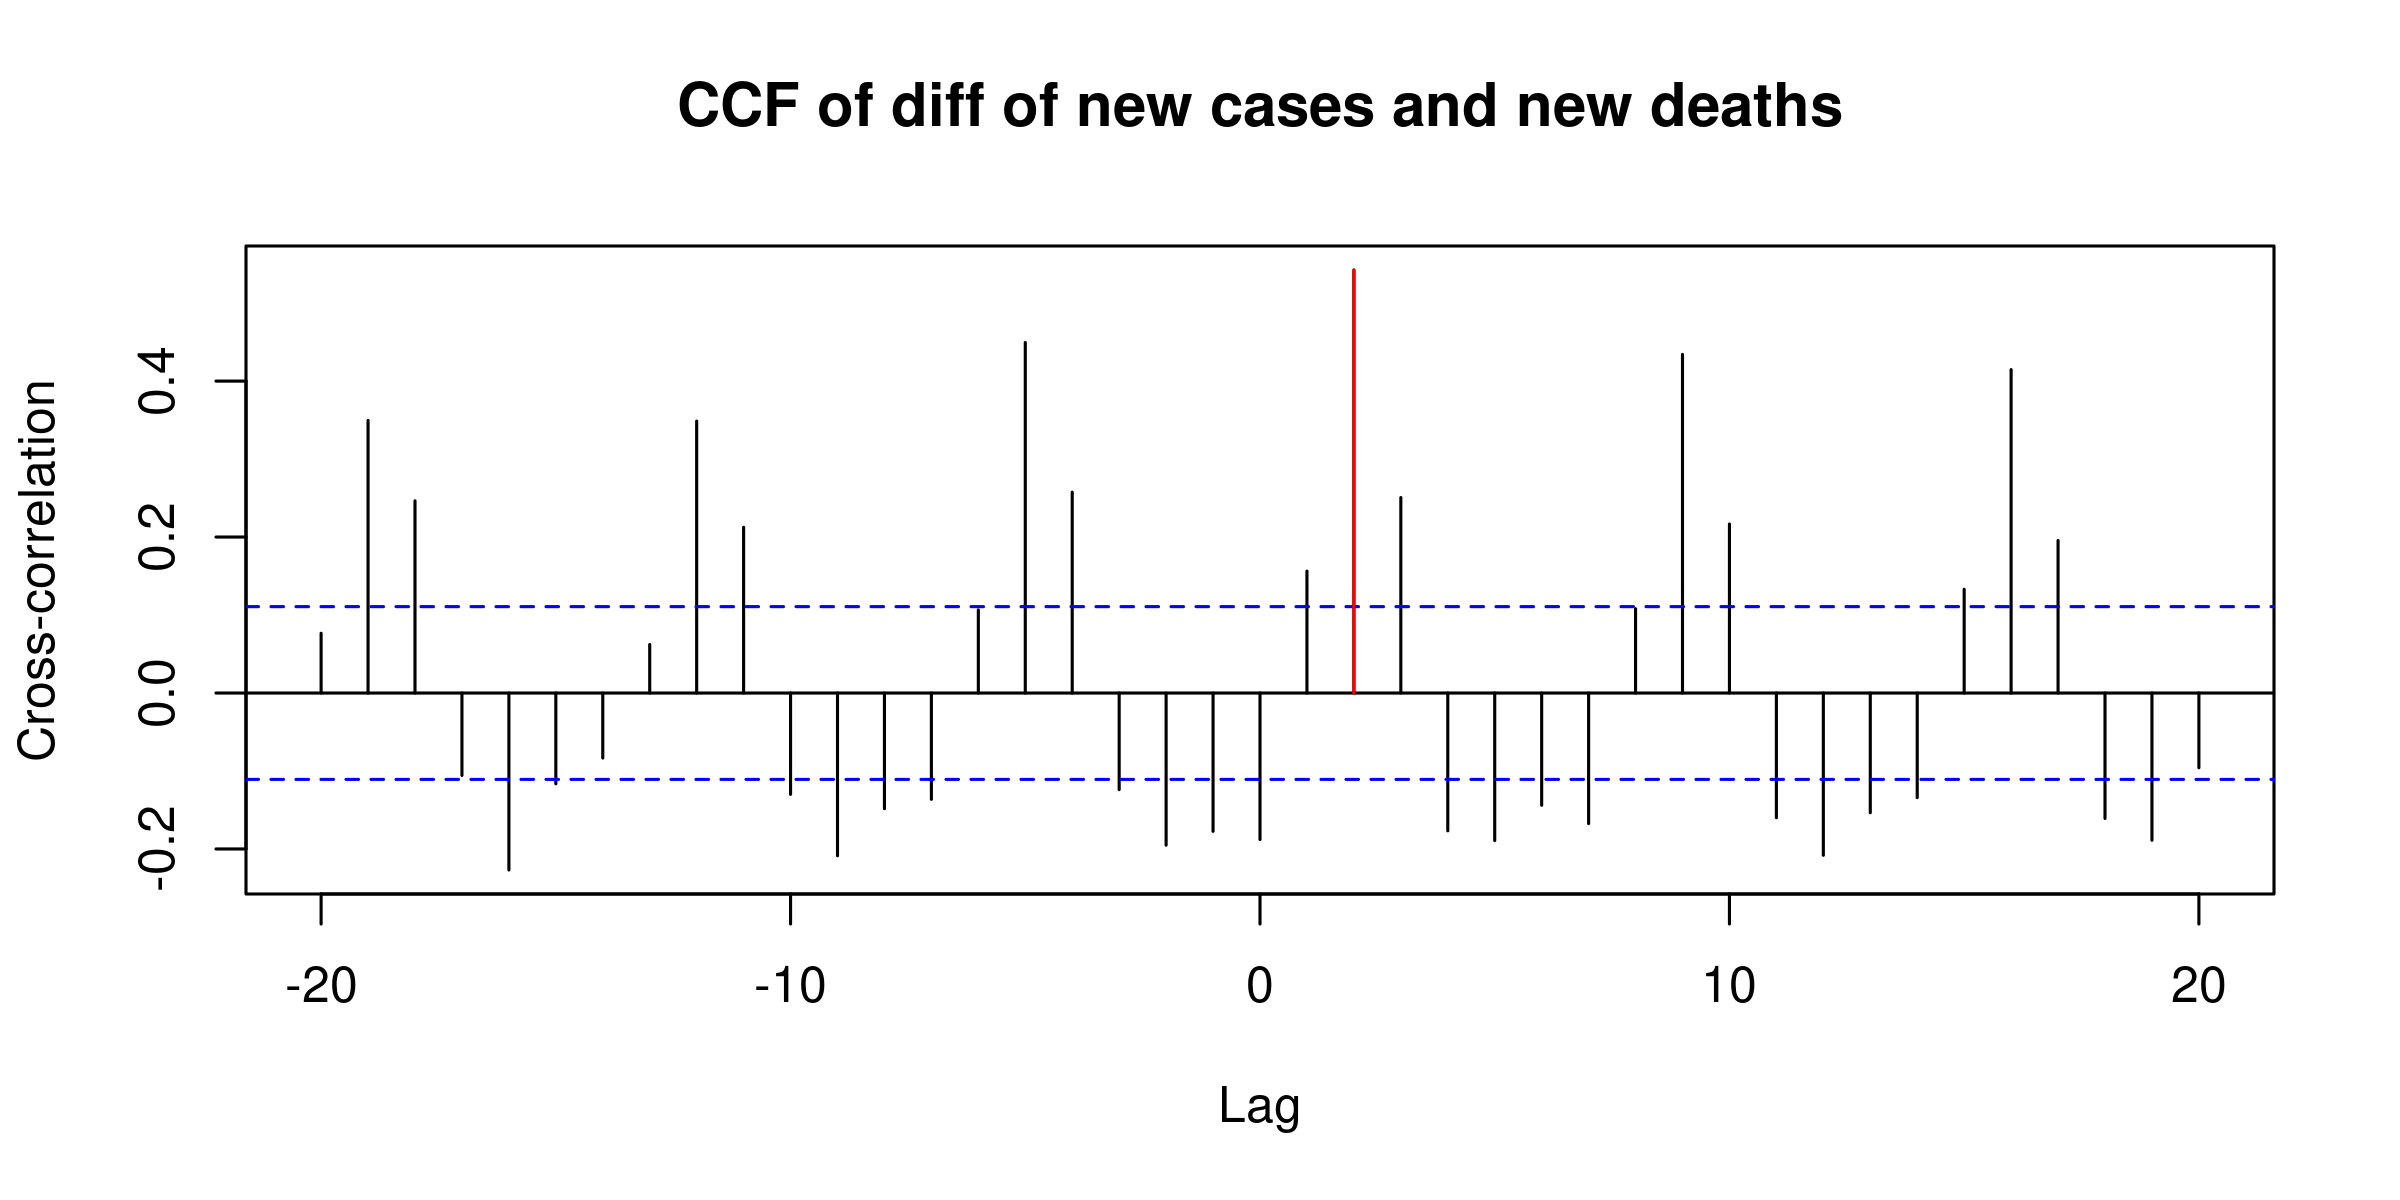 CCF of diff of new cases and new deaths
Cross-correlation
0.4
0.2
0.0
-0.2
-20 -10 0 10 20
Lag